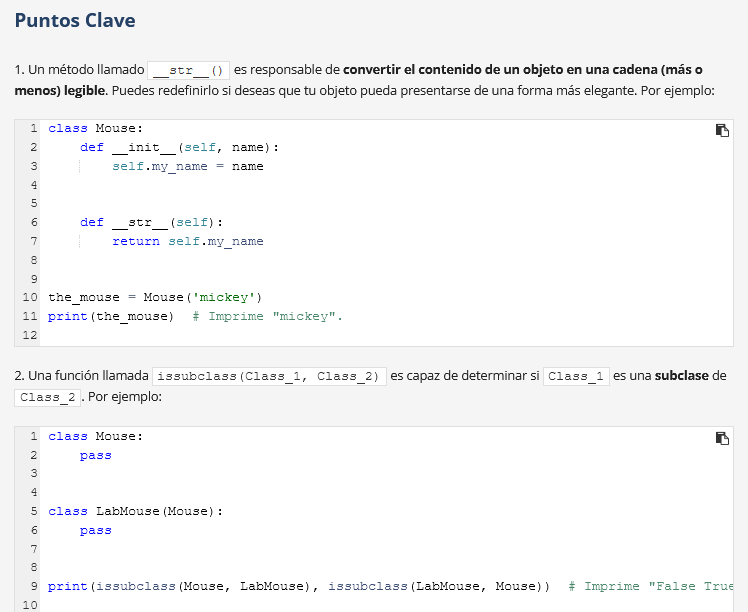 Puntos Clave
1. Un método llamado __str__() es responsable de convertir el contenido de un objeto en una cadena (más o
menos) legible. Puedes redefinirlo si deseas que tu objeto pueda presentarse de una forma más elegante. Por ejemplo:
1 class Mouse:
2     def __init__(self, name):
3         self.my_name = name
4
5
6     def __str__(self):
7         return self.my_name
8
9
10 the_mouse = Mouse('mickey')
11 print(the_mouse)  # Imprime "mickey".
12
2. Una función llamada issubclass(Class_1, Class_2) es capaz de determinar si Class_1 es una subclase de
Class_2. Por ejemplo:
1 class Mouse:
2     pass
3
4
5 class LabMouse(Mouse):
6     pass
7
8
9 print(issubclass(Mouse, LabMouse), issubclass(LabMouse, Mouse))  # Imprime "False True
10